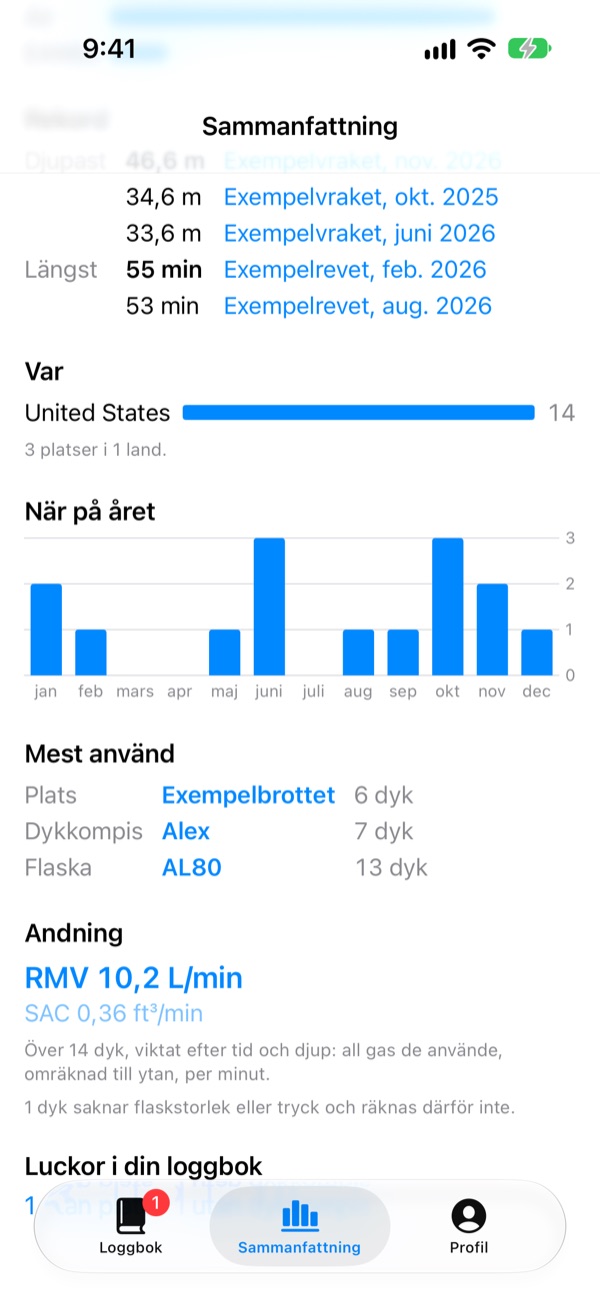 9:41
Sammanfattning
Djupast 46,6 m Exempelvraket, nov. 2026
34,6 m Exempelvraket, okt. 2025
33,6 m Exempelvraket, juni 2026
Längst 55 min Exempelrevet, feb. 2026
53 min Exempelrevet, aug. 2026
Var
United States 14
3 platser i 1 land.
När på året
3
2
1
0
jan feb mars apr maj juni juli aug sep okt nov dec
Mest använd
Plats Exempelbrottet 6 dyk
Dykkompis Alex 7 dyk
Flaska AL80 13 dyk
Andning
RMV 10,2 L/min
SAC 0,36 ft³/min
Över 14 dyk, viktat efter tid och djup: all gas de använde,
omräknad till ytan, per minut.
1 dyk saknar flaskstorlek eller tryck och räknas därför inte.
Luckor i din loggbok
1
1
Loggbok Sammanfattning Profil